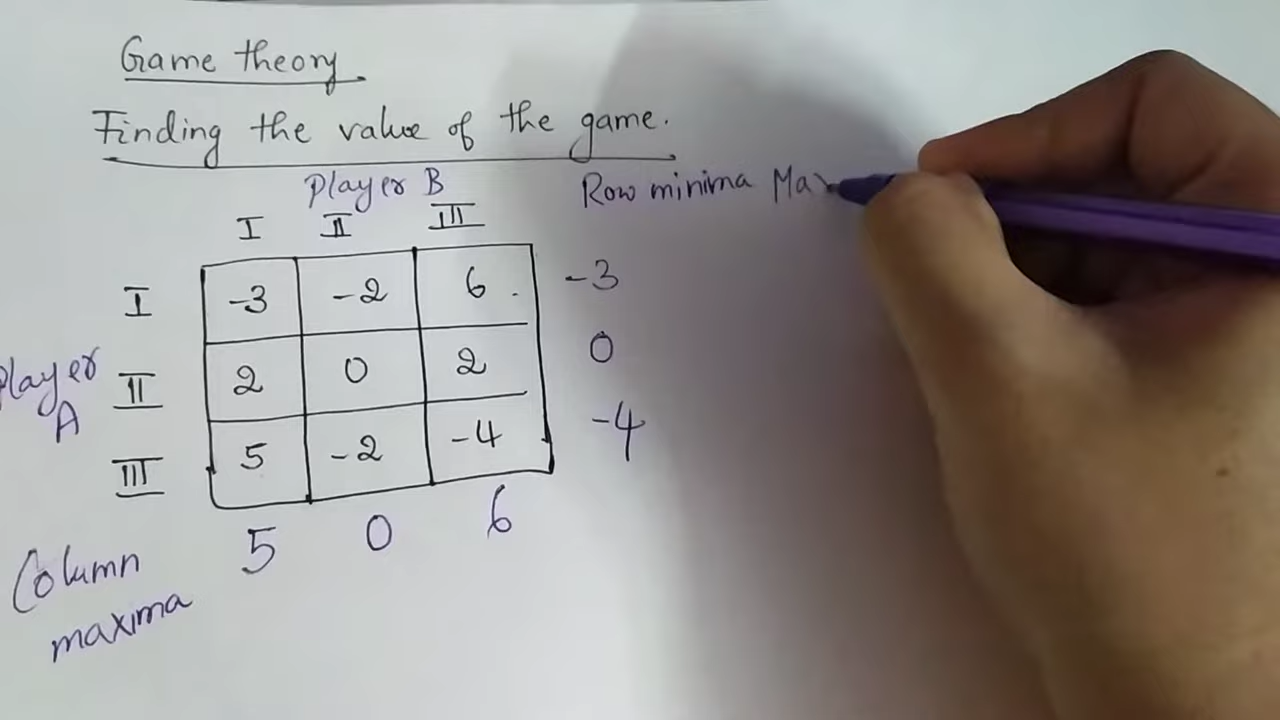 Game theory.
Finding the value of the game.
Player B Row minima Max
I II III
I -3 -2 6 -3
Player A
II 2 0 2 0
III 5 -2 -4 -4
Column maxima 5 0 6